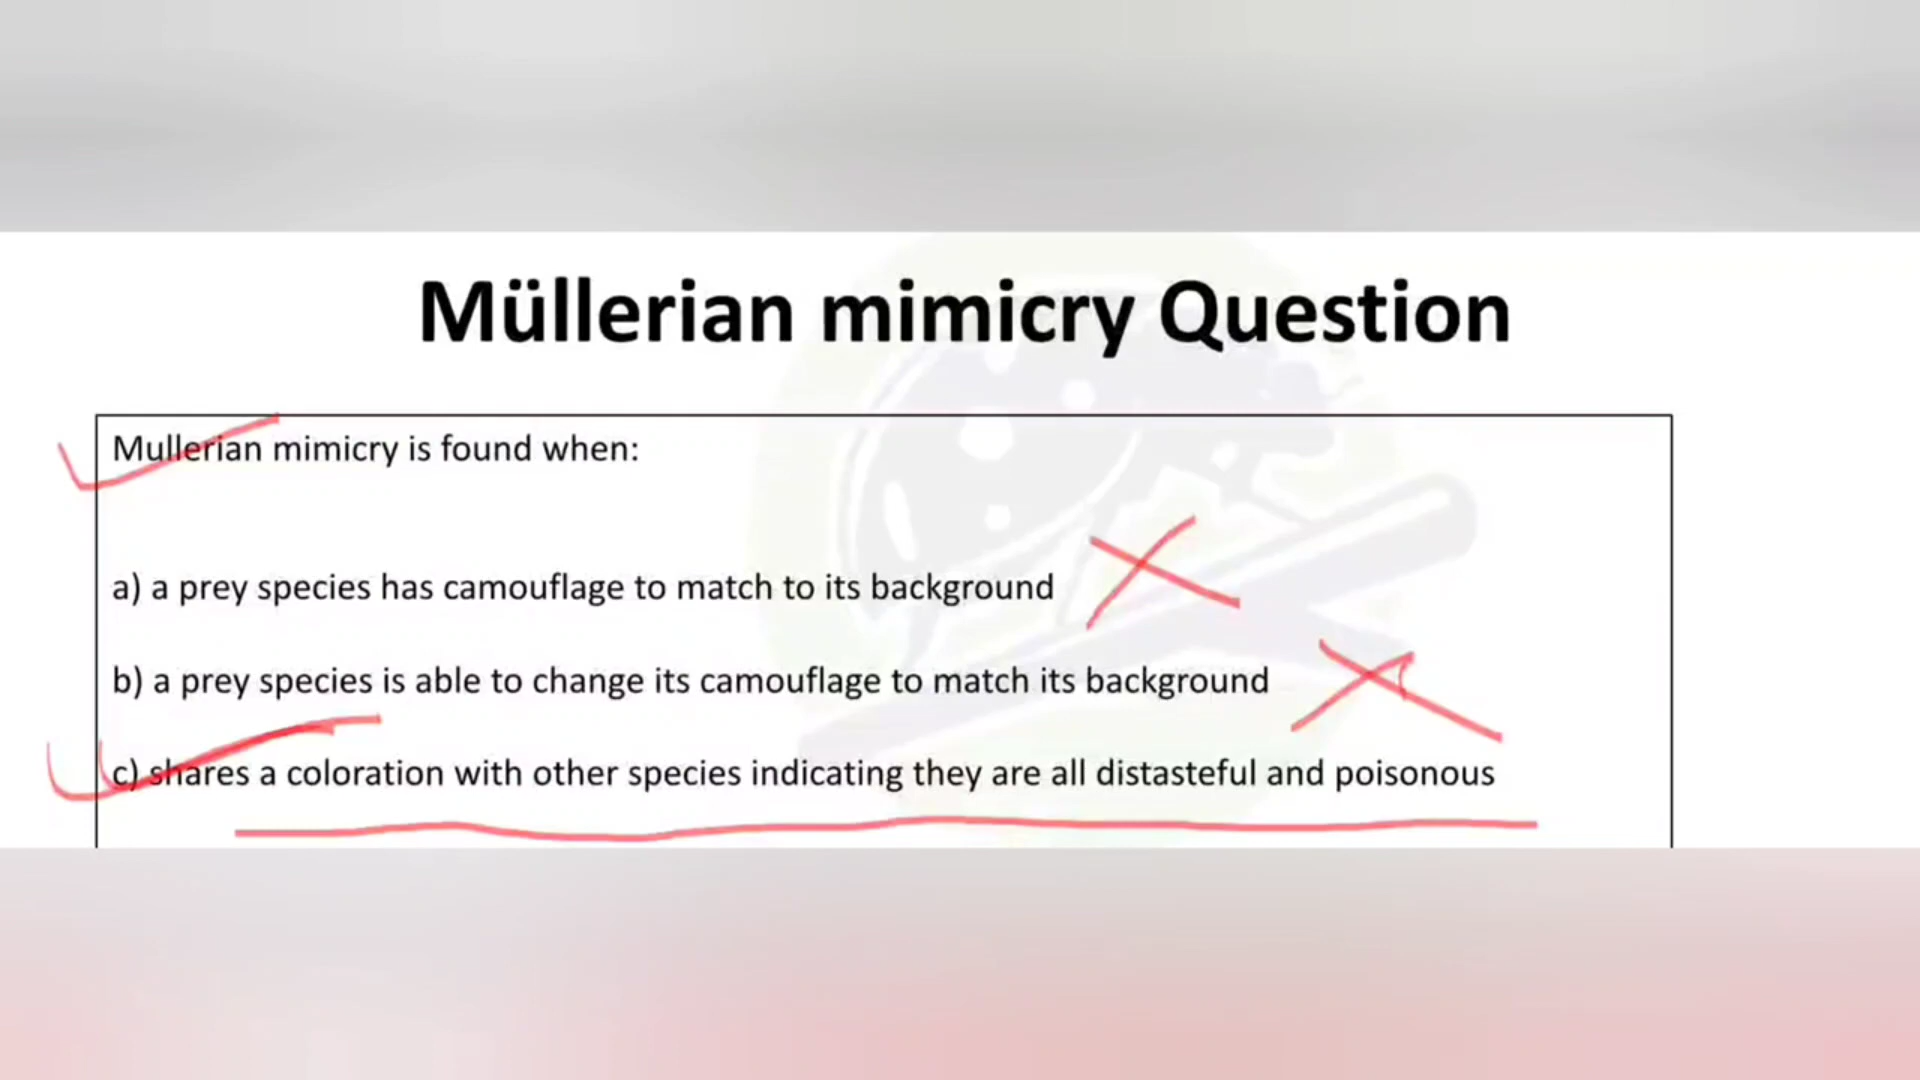 Müllerian mimicry Question
Mullerian mimicry is found when:
a) a prey species has camouflage to match to its background
b) a prey species is able to change its camouflage to match its background
c) shares a coloration with other species indicating they are all distasteful and poisonous